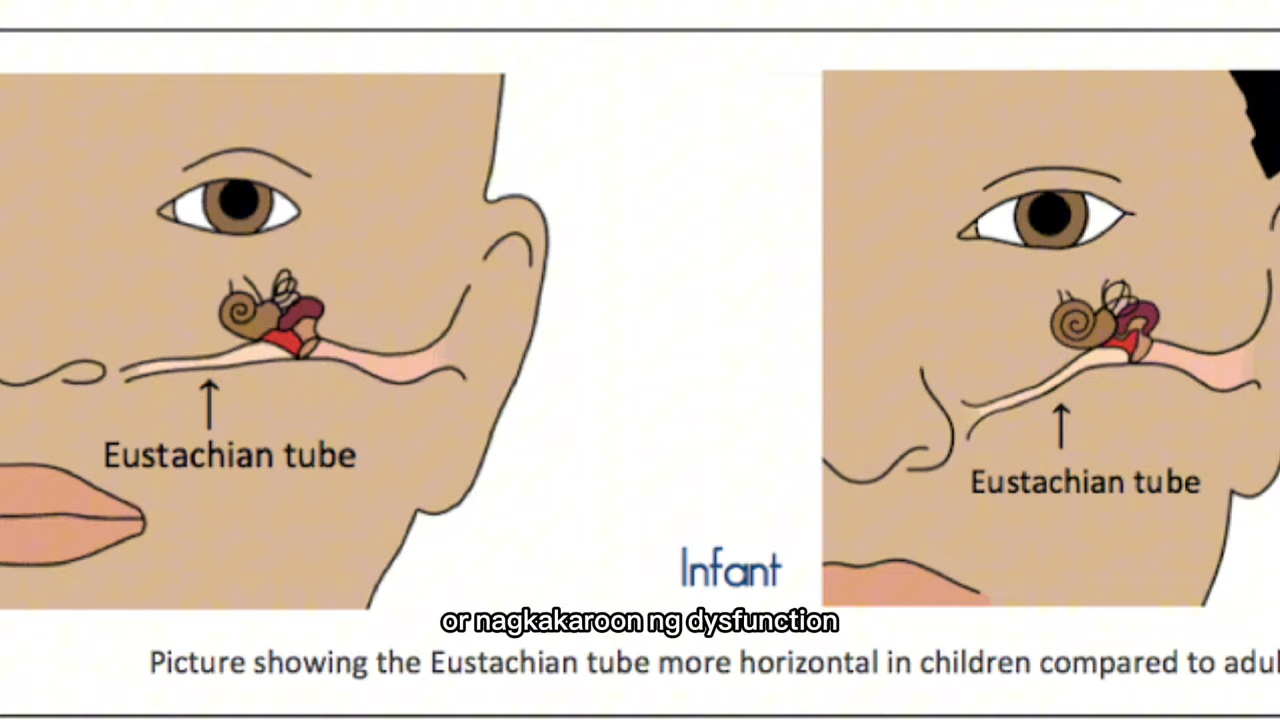 Eustachian tube
Eustachian tube
Infant
or nagkakaroon ng dysfunction
Picture showing the Eustachian tube more horizontal in children compared to